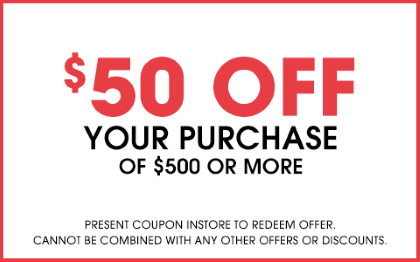 $50 OFF
YOUR PURCHASE
OF $500 OR MORE
PRESENT COUPON INSTORE TO REDEEM OFFER.
CANNOT BE COMBINED WITH ANY OTHER OFFERS OR DISCOUNTS.